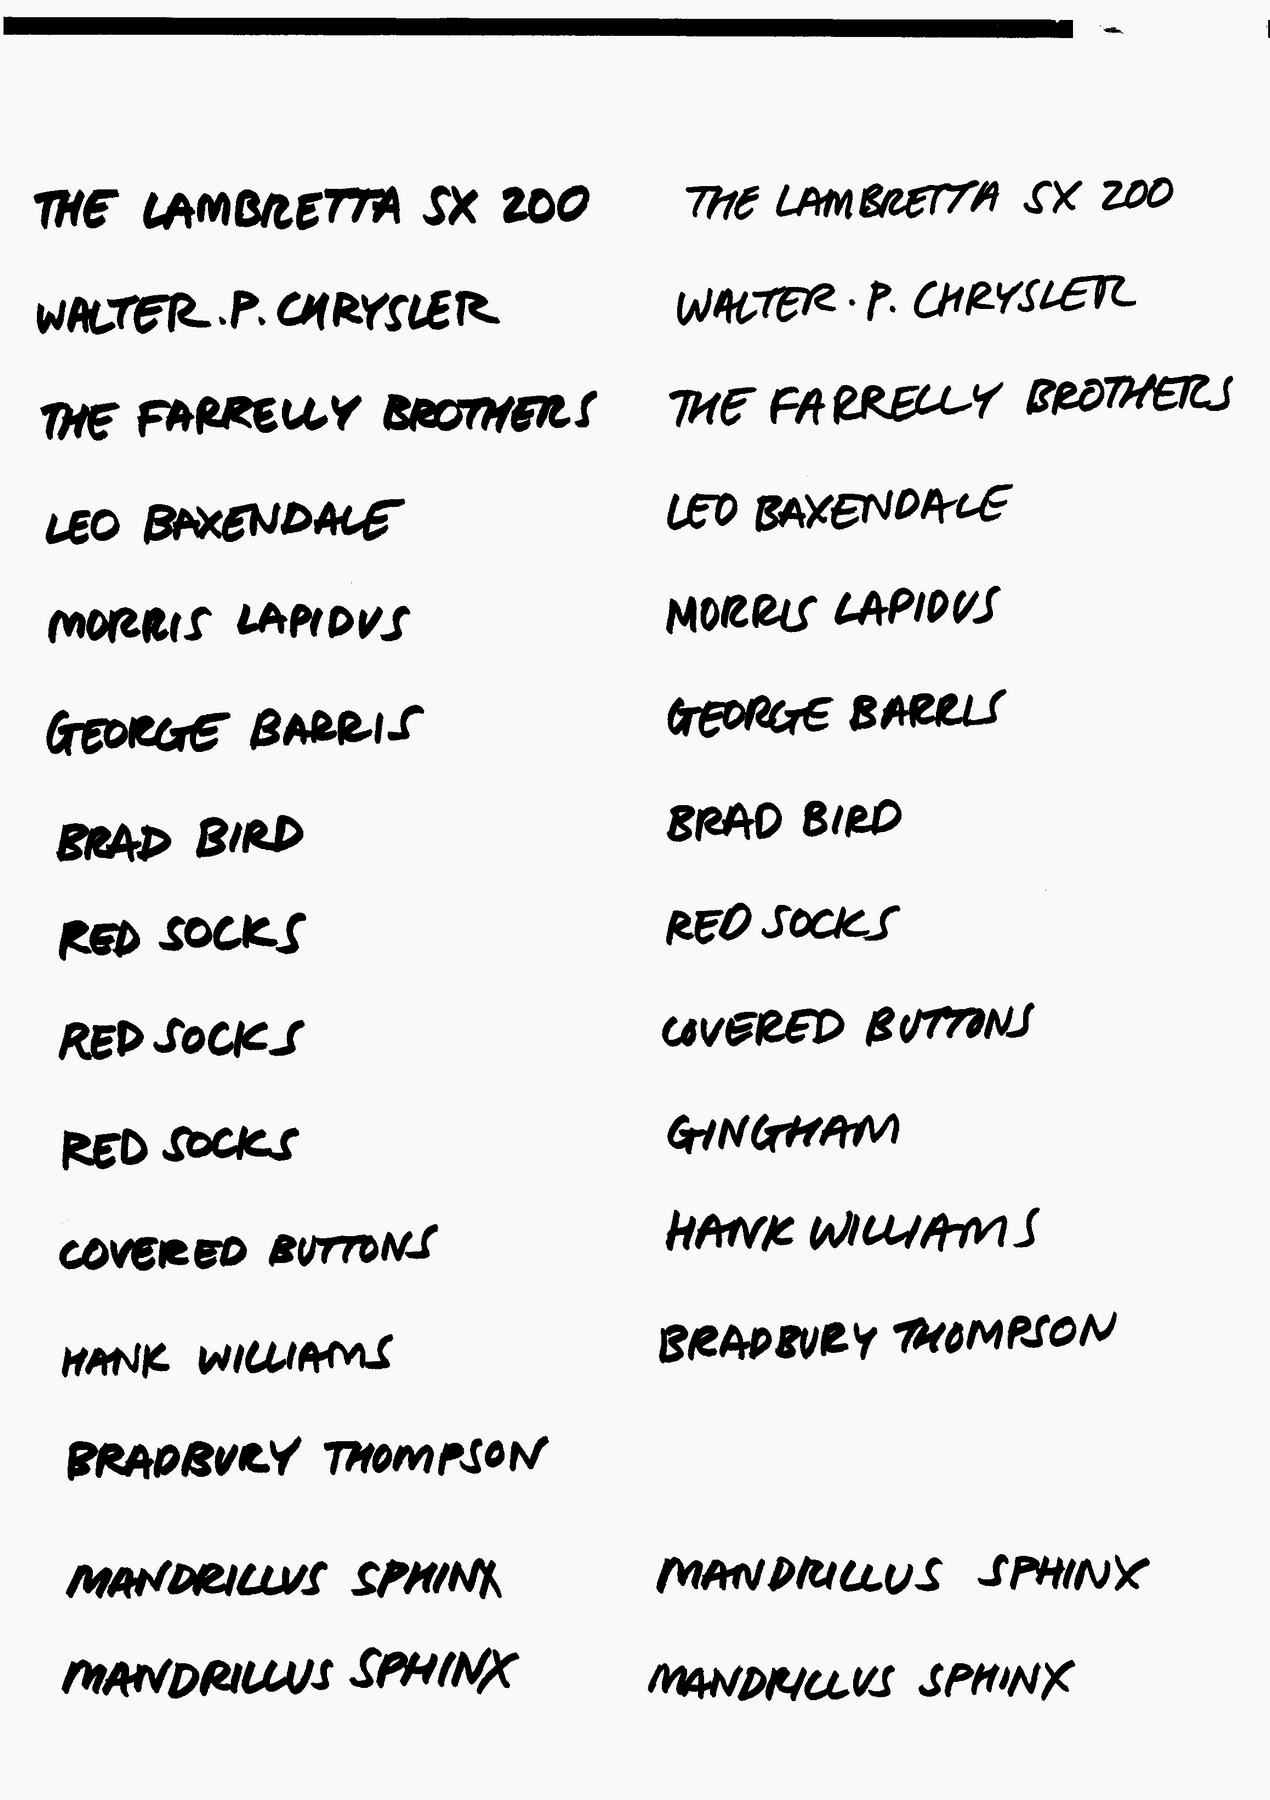 THE LAMBRETTA SX 200
WALTER.P.CHRYSLER
THE FARRELLY BROTHERS
LEO BAXENDALE
MORRIS LAPIDUS
GEORGE BARRIS
BRAD BIRD
RED SOCKS
RED SOCKS
RED SOCKS
COVERED BUTTONS
HANK WILLIAMS
BRADBURY THOMPSON
MANDRILLUS SPHINX
MANDRILLUS SPHINX
THE LAMBRETTA SX 200
WALTER.P.CHRYSLER
THE FARRELLY BROTHERS
LEO BAXENDALE
MORRIS LAPIDUS
GEORGE BARRIS
BRAD BIRD
RED SOCKS
COVERED BUTTONS
GINGHAM
HANK WILLIAMS
BRADBURY THOMPSON
MANDRILLUS SPHINX
MANDRILLUS SPHINX